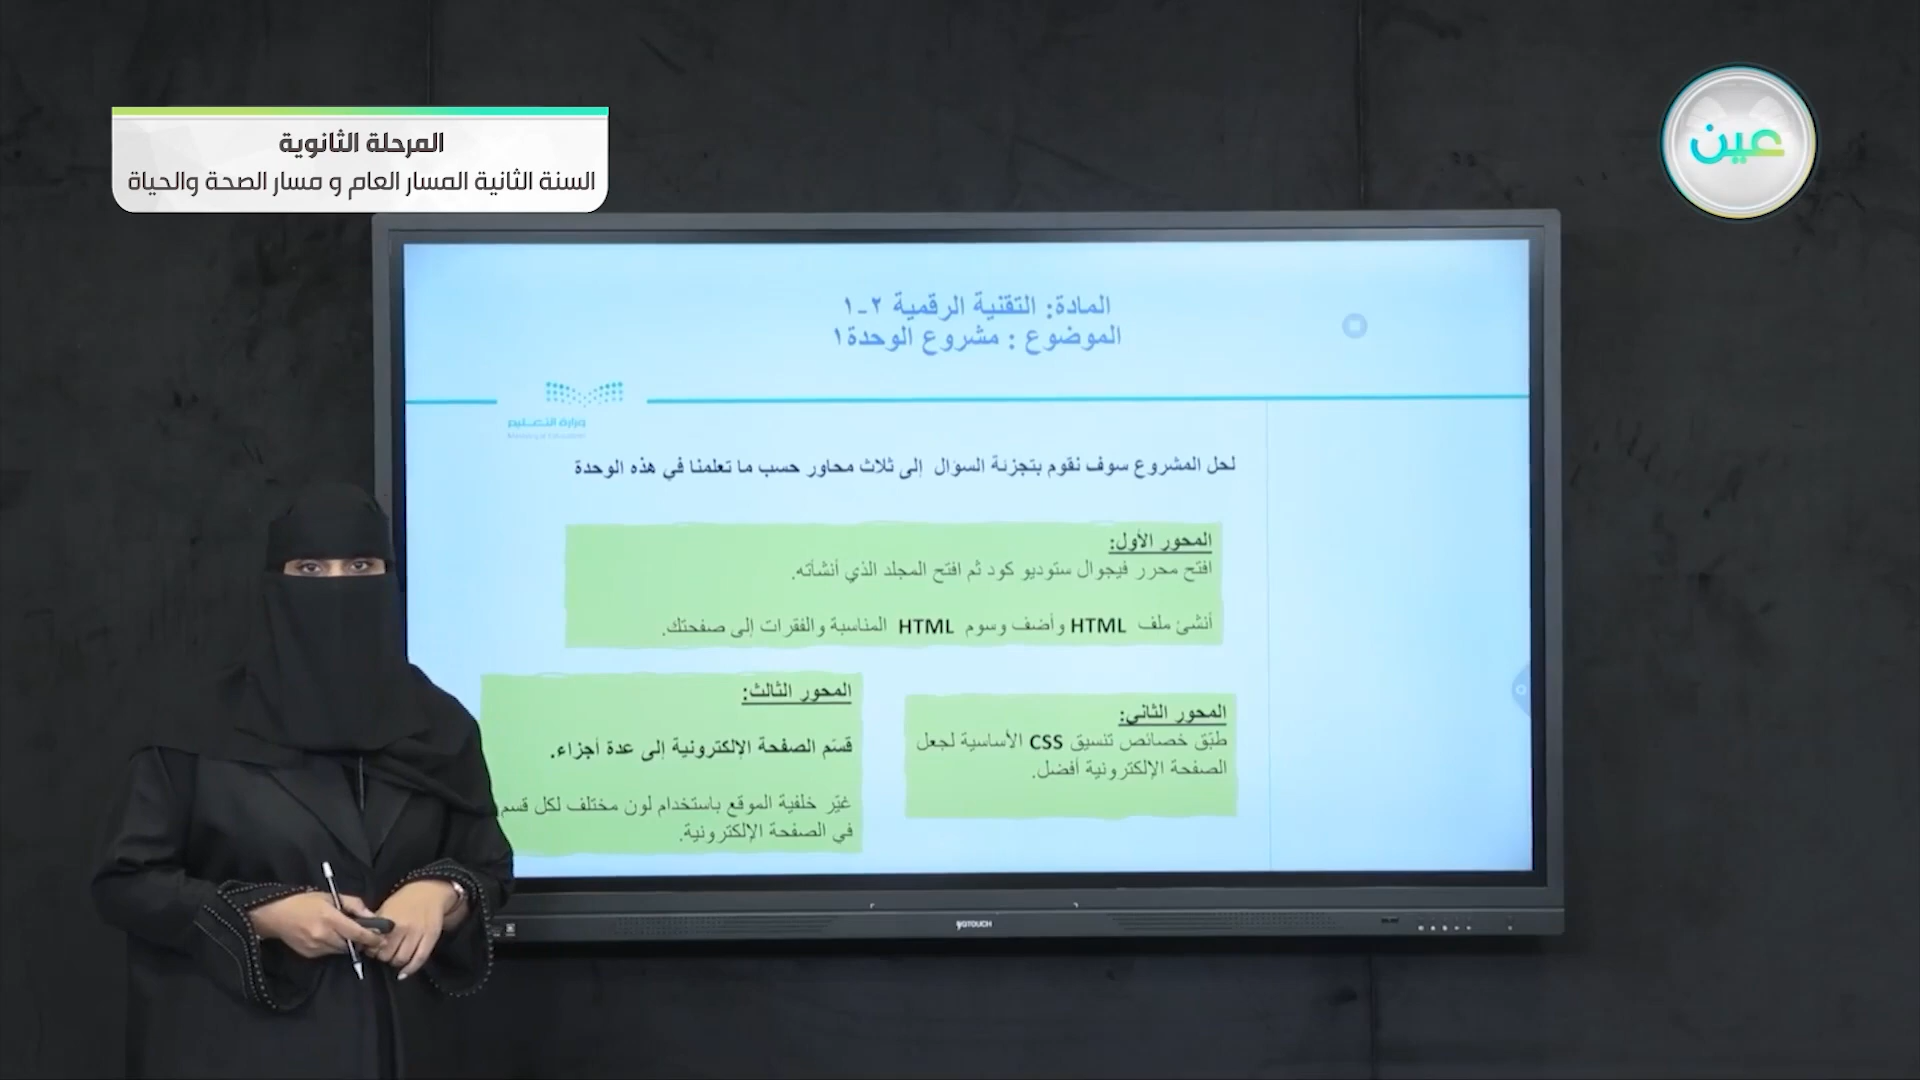 المرحلة الثانوية
السنة الثانية المسار العام و مسار الصحة والحياة
عين
المادة: التقنية الرقمية ٢-١
الموضوع : مشروع الوحدة١
وزارة التعليم
Ministry of Education
لحل المشروع سوف نقوم بتجزئة السؤال إلى ثلاث محاور حسب ما تعلمنا في هذه الوحدة
المحور الأول:
افتح محرر فيجوال ستوديو كود ثم افتح المجلد الذي أنشأته.
أنشئ ملف HTML وأضف وسوم HTML المناسبة والفقرات إلى صفحتك.
المحور الثاني:
طبّق خصائص تنسيق CSS الأساسية لجعل
الصفحة الإلكترونية أفضل.
المحور الثالث:
قسّم الصفحة الإلكترونية إلى عدة أجزاء.
غيّر خلفية الموقع باستخدام لون مختلف لكل قسم
في الصفحة الإلكترونية.